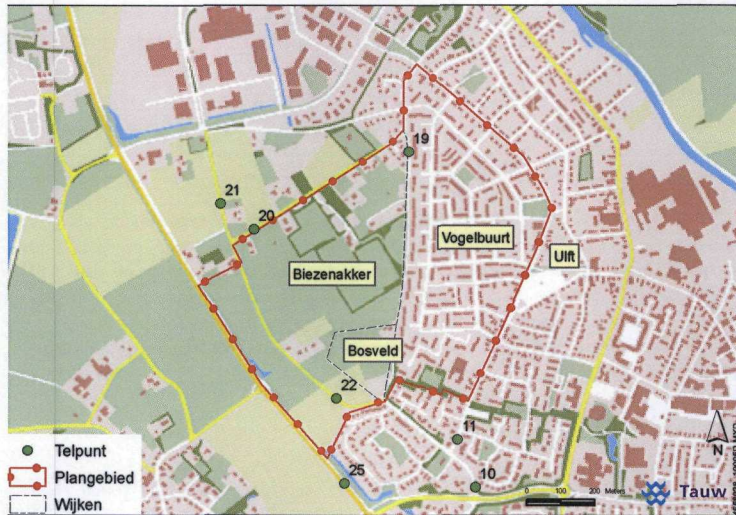 19
21
20
Vogelbuurt
Ulft
Biezenakker
Bosveld
22
11
25
10
Telpunt
Plangebied
Wijken
N
0 100 200 Meters
Tauw